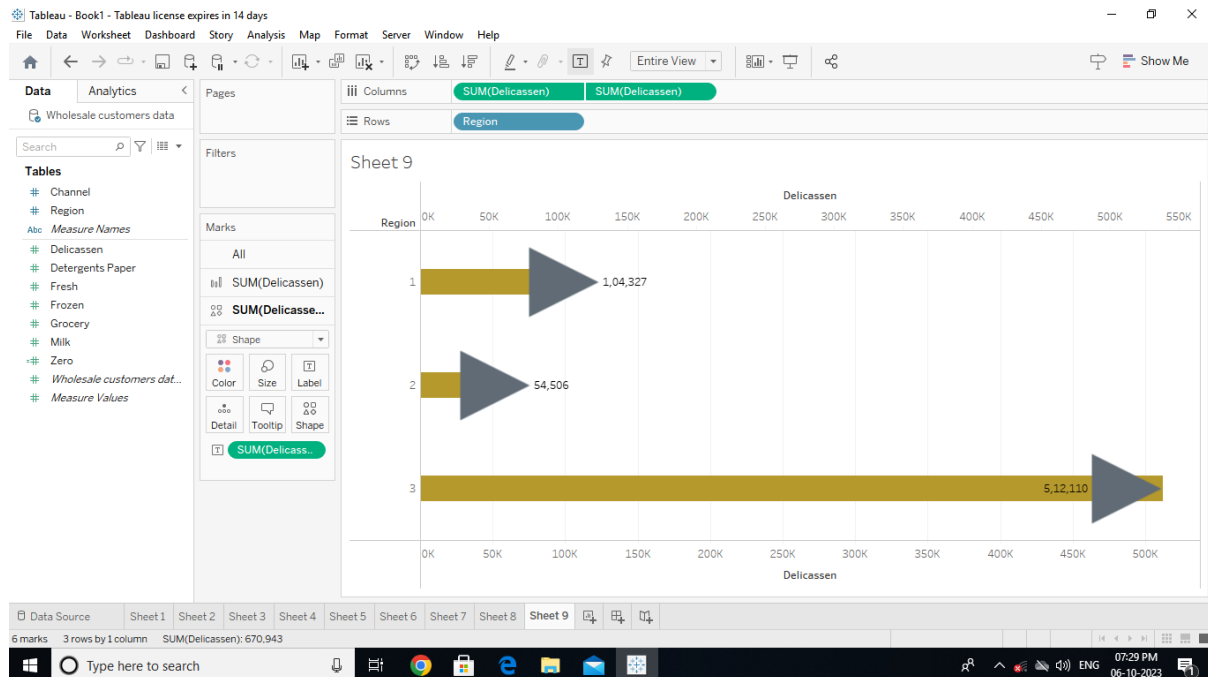 Tableau - Book1 - Tableau license expires in 14 days
File Data Worksheet Dashboard Story Analysis Map Format Server Window Help
Entire View
Show Me
Data Analytics
Wholesale customers data
Search
Tables
Channel
Region
Abc Measure Names
Delicassen
Detergents Paper
Fresh
Frozen
Grocery
Milk
Zero
Wholesale customers dat...
Measure Values
Pages
Filters
Marks
All
SUM(Delicassen)
SUM(Delicasse...
Shape
Color Size Label
Detail Tooltip Shape
SUM(Delicass..
Columns SUM(Delicassen) SUM(Delicassen)
Rows Region
Sheet 9
Delicassen
Region 0K 50K 100K 150K 200K 250K 300K 350K 400K 450K 500K 550K
1 1,04,327
2 54,506
3 5,12,110
0K 50K 100K 150K 200K 250K 300K 350K 400K 450K 500K
Delicassen
Data Source Sheet 1 Sheet 2 Sheet 3 Sheet 4 Sheet 5 Sheet 6 Sheet 7 Sheet 8 Sheet 9
6 marks 3 rows by 1 column SUM(Delicassen): 670,943
Type here to search
ENG
07:29 PM
06-10-2023
1